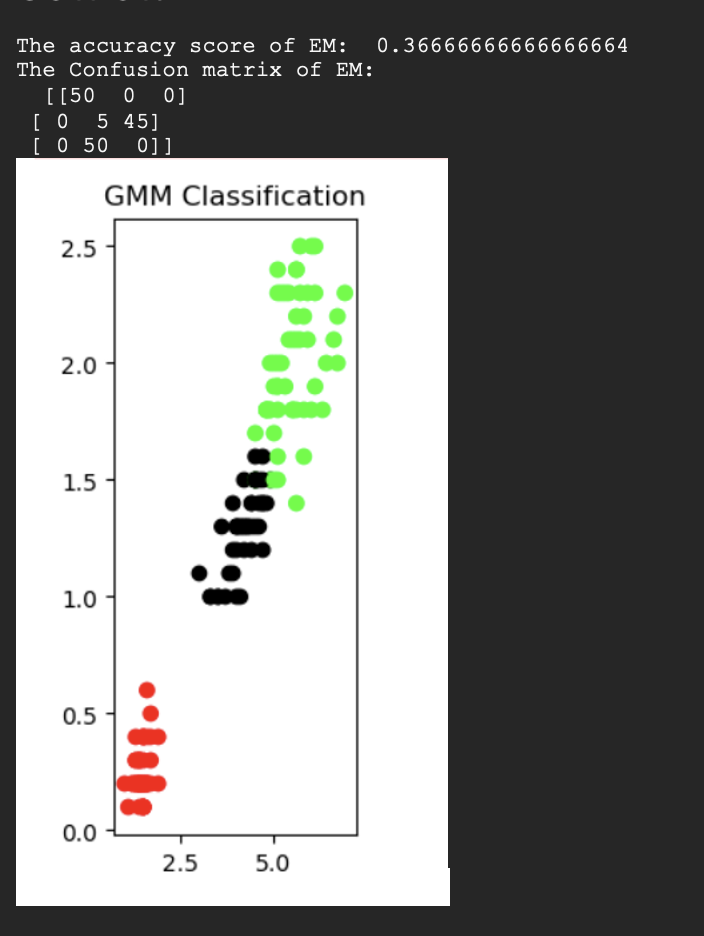 The accuracy score of EM:  0.36666666666666664
The Confusion matrix of EM:
  [[50  0  0]
 [ 0  5 45]
 [ 0 50  0]]
GMM Classification
2.5
2.0
1.5
1.0
0.5
0.0
2.5 5.0